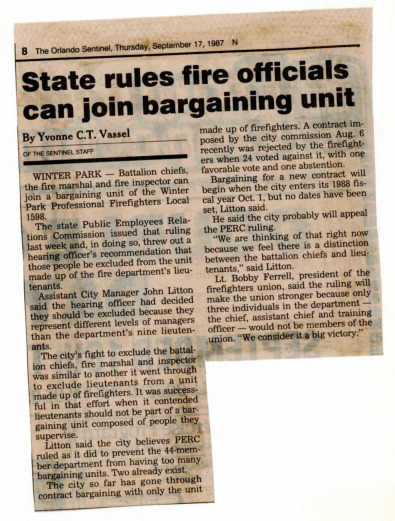 8 The Orlando Sentinel, Thursday, September 17, 1987 N
State rules fire officials
can join bargaining unit
By Yvonne C.T. Vassel
OF THE SENTINEL STAFF
WINTER PARK — Battalion chiefs,
the fire marshal and fire inspector can
join a bargaining unit of the Winter
Park Professional Firefighters Local
1598.
The state Public Employees Rela-
tions Commission issued that ruling
last week and, in doing so, threw out a
hearing officer's recommendation that
those people be excluded from the unit
made up of the fire department's lieu-
tenants.
Assistant City Manager John Litton
said the hearing officer had decided
they should be excluded because they
represent different levels of managers
than the department's nine lieuten-
ants.
The city's fight to exclude the battal-
ion chiefs, fire marshal and inspector
was similar to another it went through
to exclude lieutenants from a unit
made up of firefighters. It was success-
ful in that effort when it contended
lieutenants should not be part of a bar-
gaining unit composed of people they
supervise.
Litton said the city believes PERC
ruled as it did to prevent the 44-mem-
ber department from having too many
bargaining units. Two already exist.
The city so far has gone through
contract bargaining with only the unit
made up of firefighters. A contract im-
posed by the city commission Aug. 6
recently was rejected by the firefight-
ers when 24 voted against it, with one
favorable vote and one abstention.
Bargaining for a new contract will
begin when the city enters its 1988 fis-
cal year Oct. 1, but no dates have been
set, Litton said.
He said the city probably will appeal
the PERC ruling.
"We are thinking of that right now
because we feel there is a distinction
between the battalion chiefs and lieu-
tenants," said Litton.
Lt. Bobby Ferrell, president of the
firefighters union, said the ruling will
make the union stronger because only
three individuals in the department —
the chief, assistant chief and training
officer — would not be members of the
union. "We consider it a big victory."